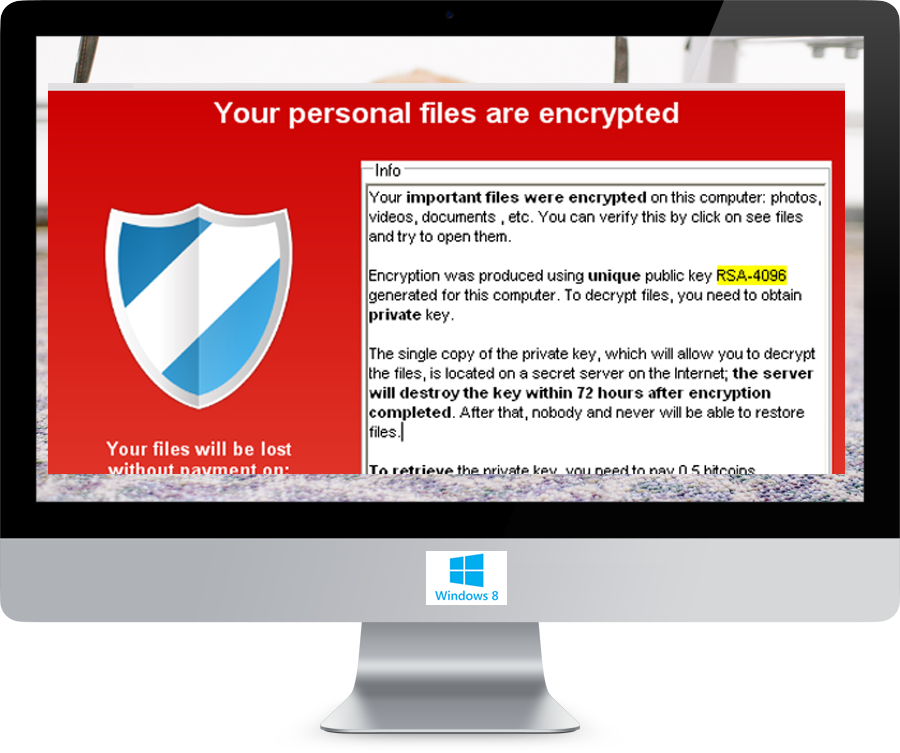 Your personal files are encrypted
Info
Your important files were encrypted on this computer: photos,
videos, documents , etc. You can verify this by click on see files
and try to open them.
Encryption was produced using unique public key RSA-4096
generated for this computer. To decrypt files, you need to obtain
private key.
The single copy of the private key, which will allow you to decrypt
the files, is located on a secret server on the Internet; the server
will destroy the key within 72 hours after encryption
completed. After that, nobody and never will be able to restore
files.
To retrieve the private key, you need to pay 0.5 bitcoins
Your files will be lost
without payment on:
Windows 8